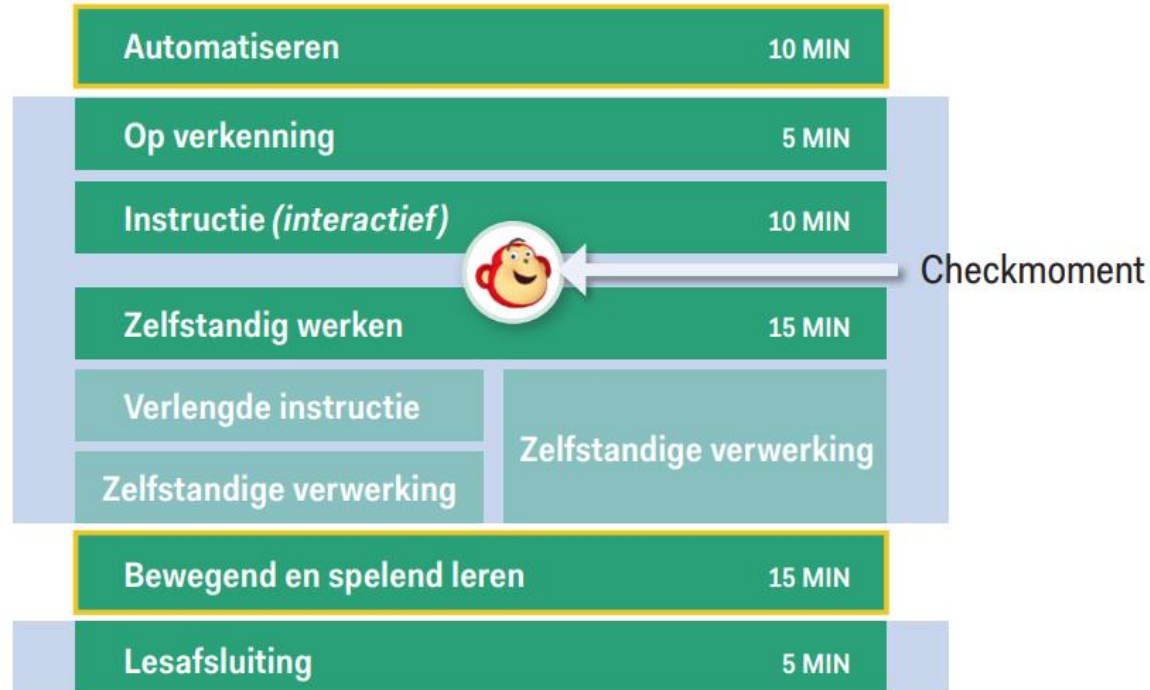 Automatiseren 10 MIN
Op verkenning 5 MIN
Instructie (interactief) 10 MIN
Checkmoment
Zelfstandig werken 15 MIN
Verlengde instructie
Zelfstandige verwerking
Zelfstandige verwerking
Bewegend en spelend leren 15 MIN
Lesafsluiting 5 MIN